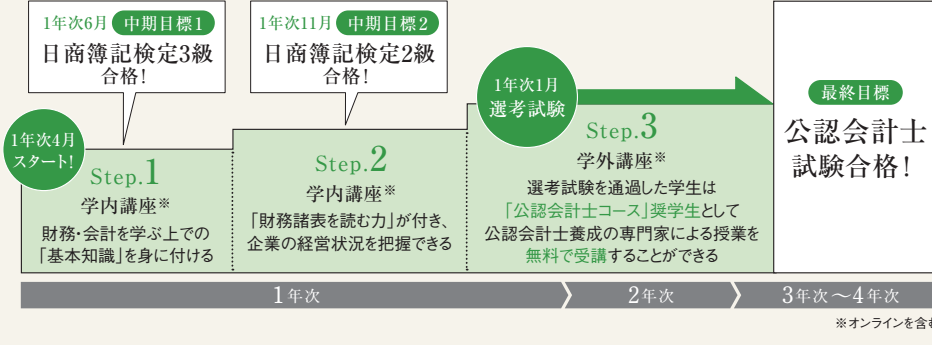 1年次6月 中期目標1
日商簿記検定3級
合格!
1年次11月 中期目標2
日商簿記検定2級
合格!
1年次4月
スタート!
Step.1
学内講座※
財務・会計を学ぶ上での
「基本知識」を身に付ける
Step.2
学内講座※
「財務諸表を読む力」が付き、
企業の経営状況を把握できる
1年次1月
選考試験
Step.3
学外講座※
選考試験を通過した学生は
「公認会計士コース」奨学生として
公認会計士養成の専門家による授業を
無料で受講することができる
最終目標
公認会計士
試験合格!
1年次
2年次
3年次〜4年次
※オンラインを含む